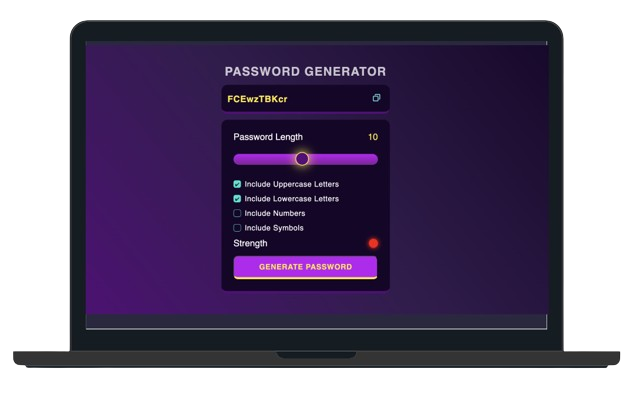 PASSWORD GENERATOR
FCEwzTBKcr
Password Length 10
Include Uppercase Letters
Include Lowercase Letters
Include Numbers
Include Symbols
Strength
GENERATE PASSWORD